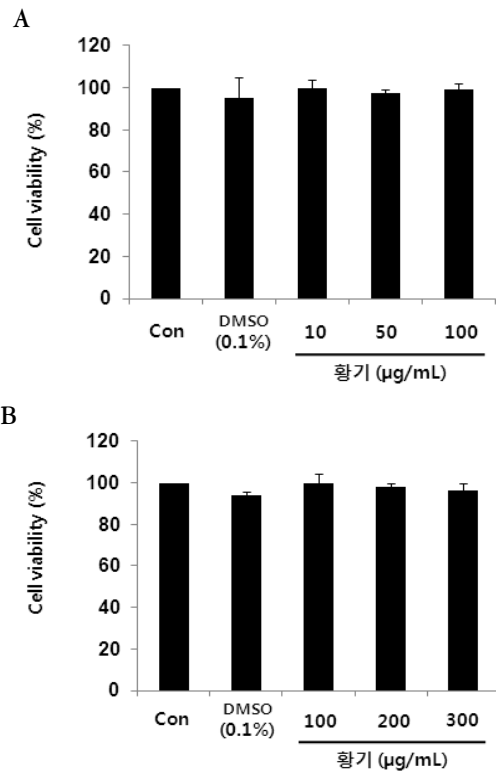 A
120
100
80
60
40
20
0
Cell viability (%)
Con
DMSO
(0.1%)
10
50
100
황기 (μg/mL)
B
120
100
80
60
40
20
0
Cell viability (%)
Con
DMSO
(0.1%)
100
200
300
황기 (μg/mL)